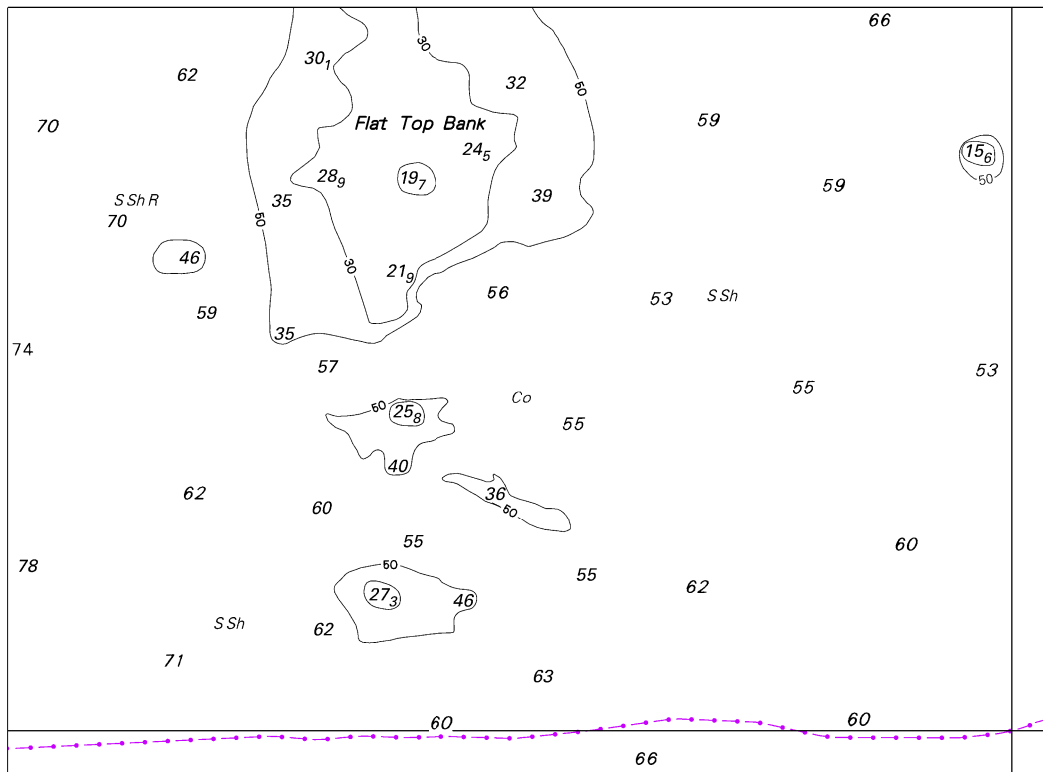 66
30₁ 30
62 32 50
70 Flat Top Bank 59
24₅ 15₆
28₉ 19₇ 59 50
S Sh R 35 39
70 50
46 30 21₉
59 56 53 S Sh
35
74 57 53
50 25₈ Co 55
55
40
62 36
60 50
55 60
78 50 55
27₃ 46 62
S Sh 62
71 63
60 60
66